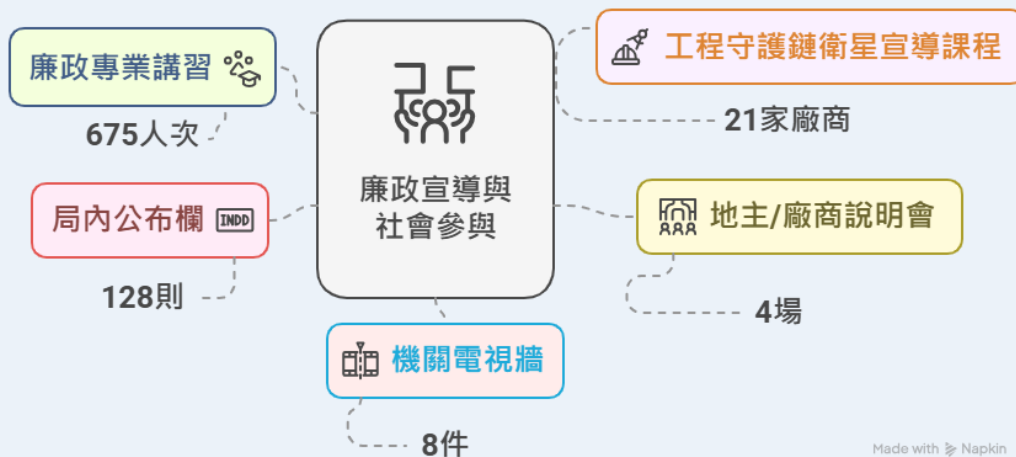 廉政專業講習
675人次
局內公布欄
INDD
128則
廉政宣導與
社會參與
工程守護鏈衛星宣導課程
21家廠商
地主/廠商說明會
4場
機關電視牆
8件
Made with Napkin